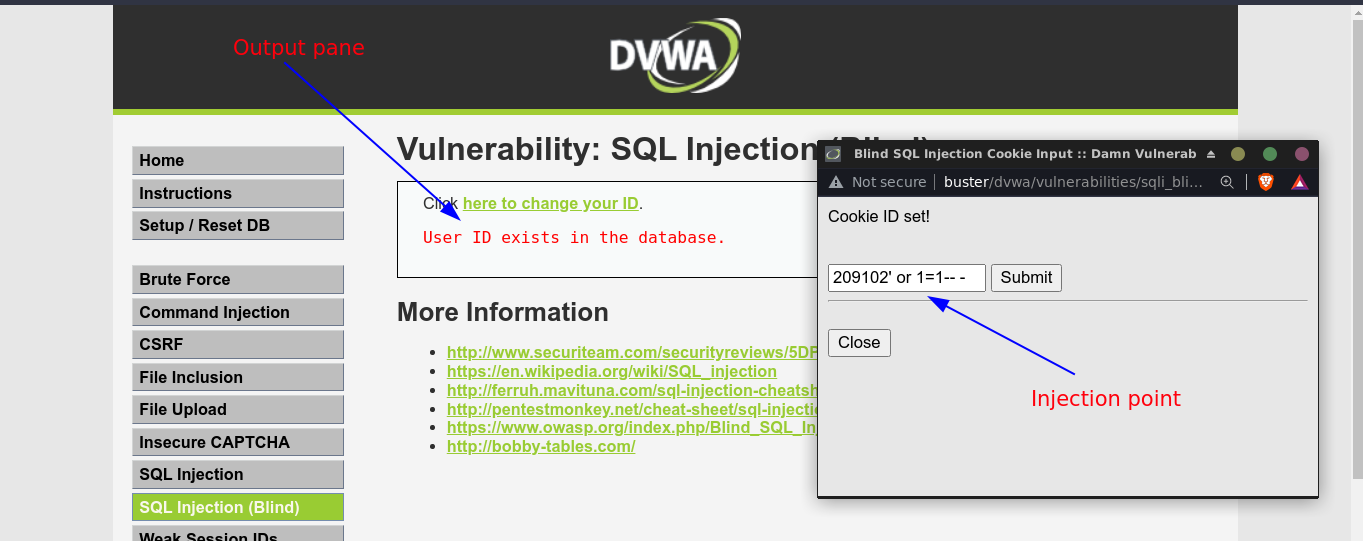 Output pane
DVWA
Home
Instructions
Setup / Reset DB
Brute Force
Command Injection
CSRF
File Inclusion
File Upload
Insecure CAPTCHA
SQL Injection
SQL Injection (Blind)
Weak Session IDs
Vulnerability: SQL Injection (Blind)
Click here to change your ID.
User ID exists in the database.
More Information
http://www.securiteam.com/securityreviews/5DP
https://en.wikipedia.org/wiki/SQL_injection
http://ferruh.mavituna.com/sql-injection-cheatsh
http://pentestmonkey.net/cheat-sheet/sql-injectio
https://www.owasp.org/index.php/Blind_SQL_In
http://bobby-tables.com/
Blind SQL Injection Cookie Input :: Damn Vulnerab
Not secure buster/dvwa/vulnerabilities/sqli_bli...
Cookie ID set!
209102' or 1=1-- - Submit
Close
Injection point